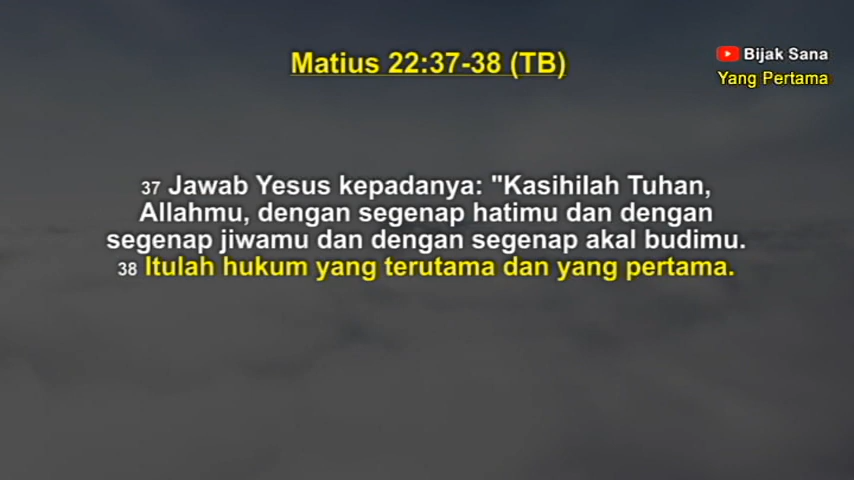 Matius 22:37-38 (TB)
Bijak Sana
Yang Pertama
37 Jawab Yesus kepadanya: "Kasihilah Tuhan,
Allahmu, dengan segenap hatimu dan dengan
segenap jiwamu dan dengan segenap akal budimu.
38 Itulah hukum yang terutama dan yang pertama.